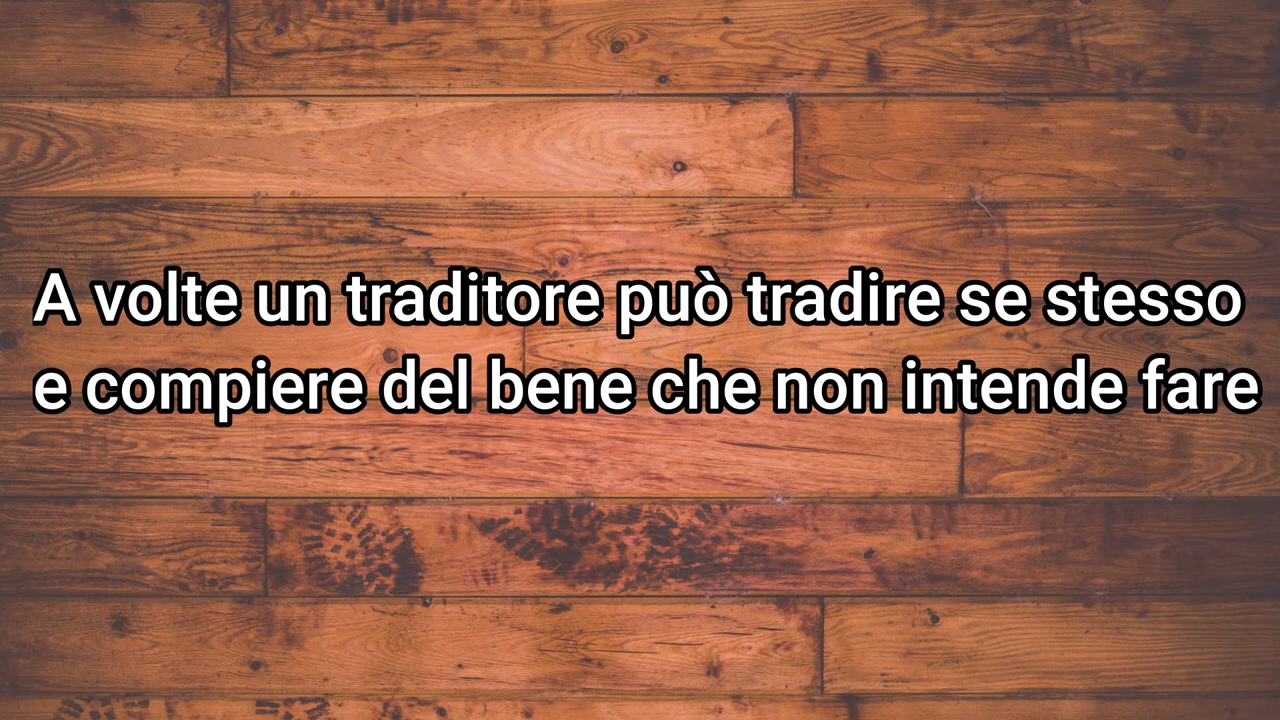 A volte un traditore può tradire se stesso
e compiere del bene che non intende fare